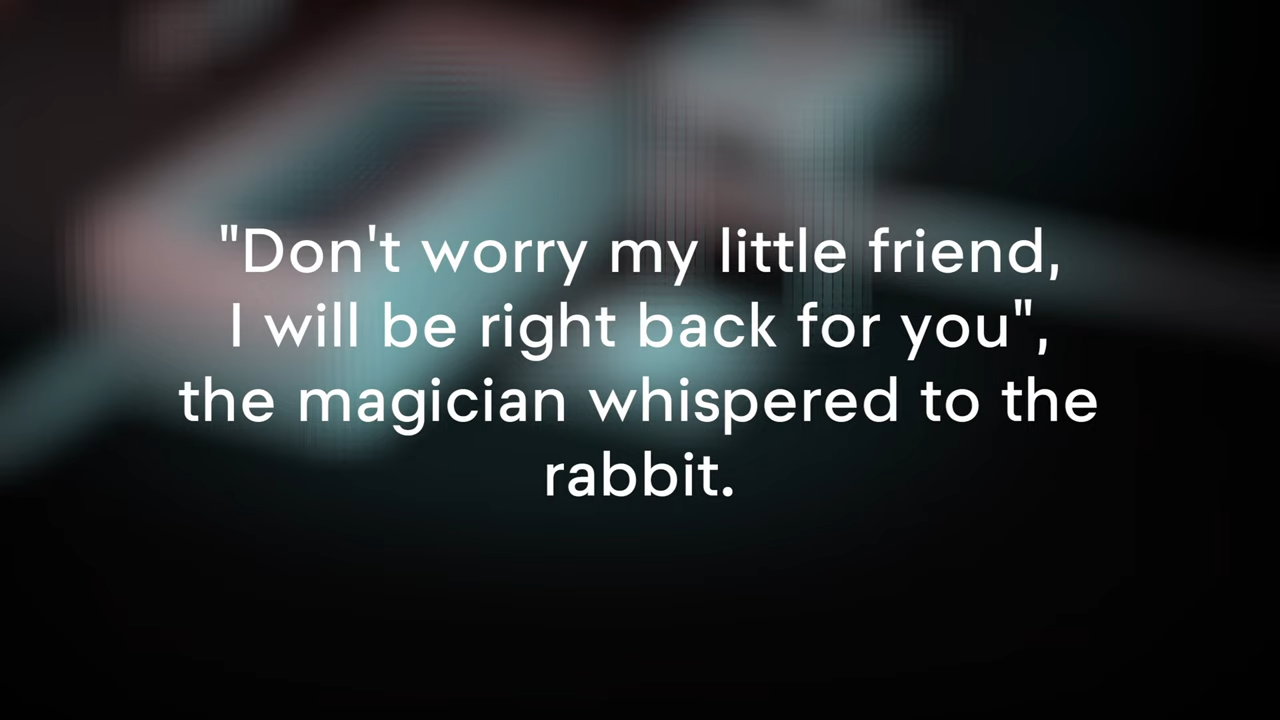 "Don't worry my little friend,
I will be right back for you",
the magician whispered to the
rabbit.